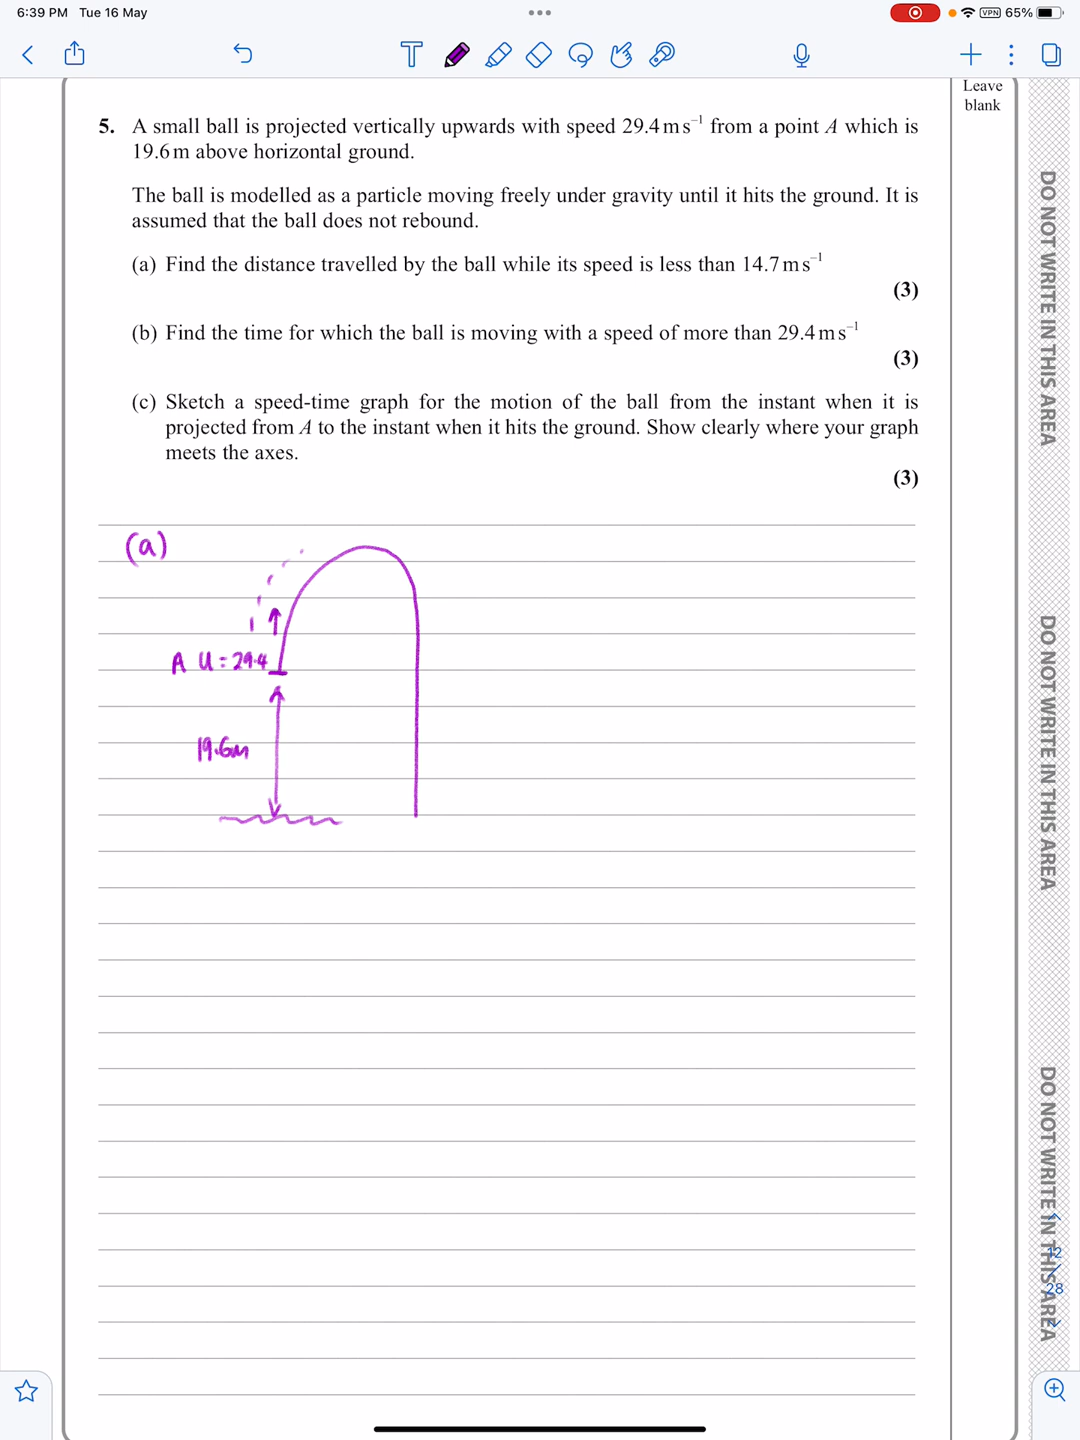 6:39 PM Tue 16 May
VPN 65%
Leave
blank
5. A small ball is projected vertically upwards with speed 29.4 m s⁻¹ from a point A which is
19.6 m above horizontal ground.
The ball is modelled as a particle moving freely under gravity until it hits the ground. It is
assumed that the ball does not rebound.
(a) Find the distance travelled by the ball while its speed is less than 14.7 m s⁻¹
(3)
(b) Find the time for which the ball is moving with a speed of more than 29.4 m s⁻¹
(3)
(c) Sketch a speed-time graph for the motion of the ball from the instant when it is
projected from A to the instant when it hits the ground. Show clearly where your graph
meets the axes.
(3)
(a)
A u = 29.4
19.6m
DO NOT WRITE IN THIS AREA
DO NOT WRITE IN THIS AREA
DO NOT WRITE IN THIS AREA
12
28